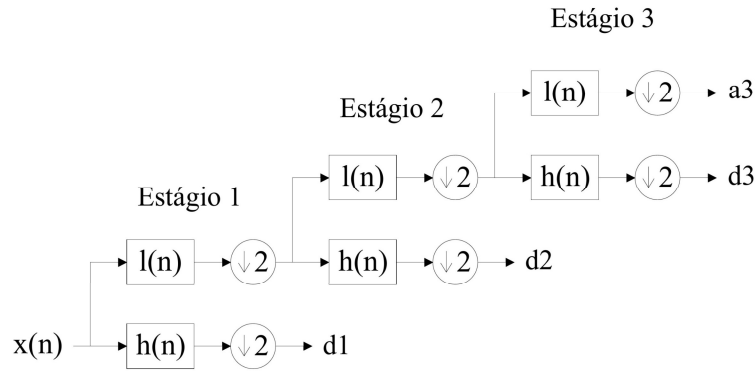 Estágio 3
l(n) ↓2 a3
Estágio 2
l(n) ↓2 h(n) ↓2 d3
Estágio 1
l(n) ↓2 h(n) ↓2 d2
x(n) h(n) ↓2 d1